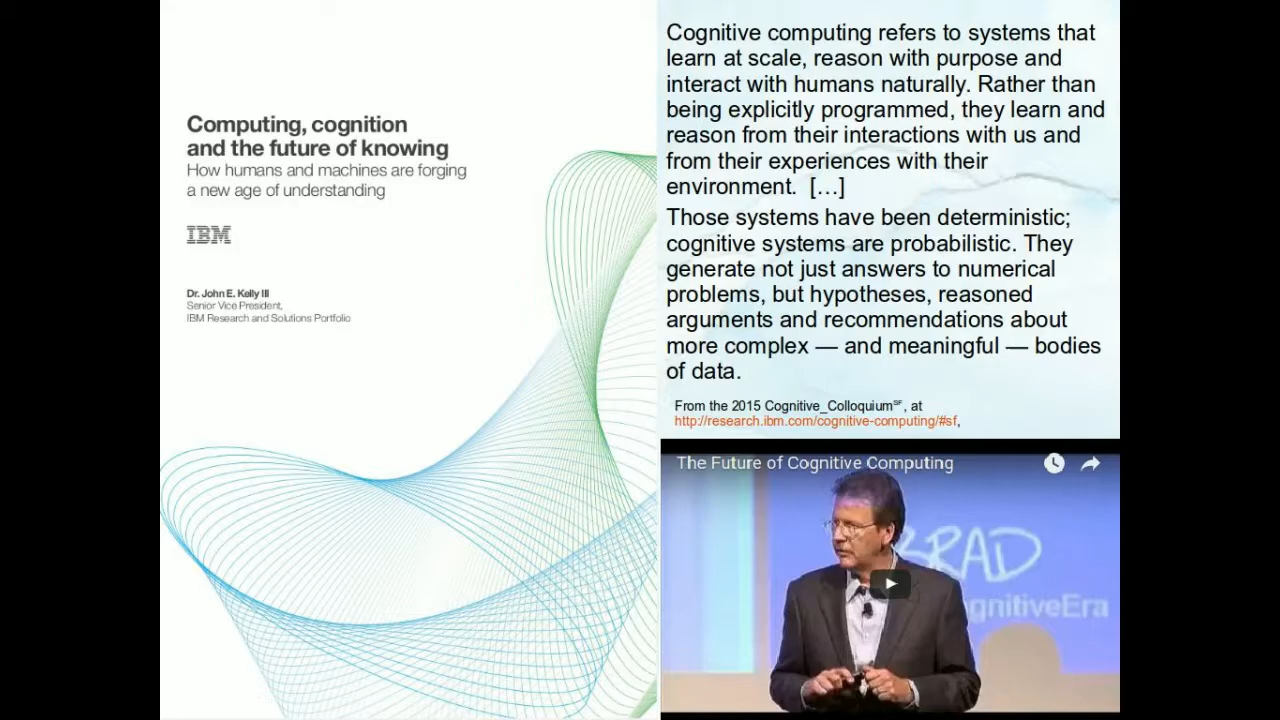 Computing, cognition
and the future of knowing
How humans and machines are forging
a new age of understanding
IBM
Dr. John E. Kelly III
Senior Vice President,
IBM Research and Solutions Portfolio
Cognitive computing refers to systems that
learn at scale, reason with purpose and
interact with humans naturally. Rather than
being explicitly programmed, they learn and
reason from their interactions with us and
from their experiences with their
environment. […]
Those systems have been deterministic;
cognitive systems are probabilistic. They
generate not just answers to numerical
problems, but hypotheses, reasoned
arguments and recommendations about
more complex — and meaningful — bodies
of data.
From the 2015 Cognitive_Colloquium SF, at
http://research.ibm.com/cognitive-computing/#sf,
The Future of Cognitive Computing
BRAD
gnitiveEra